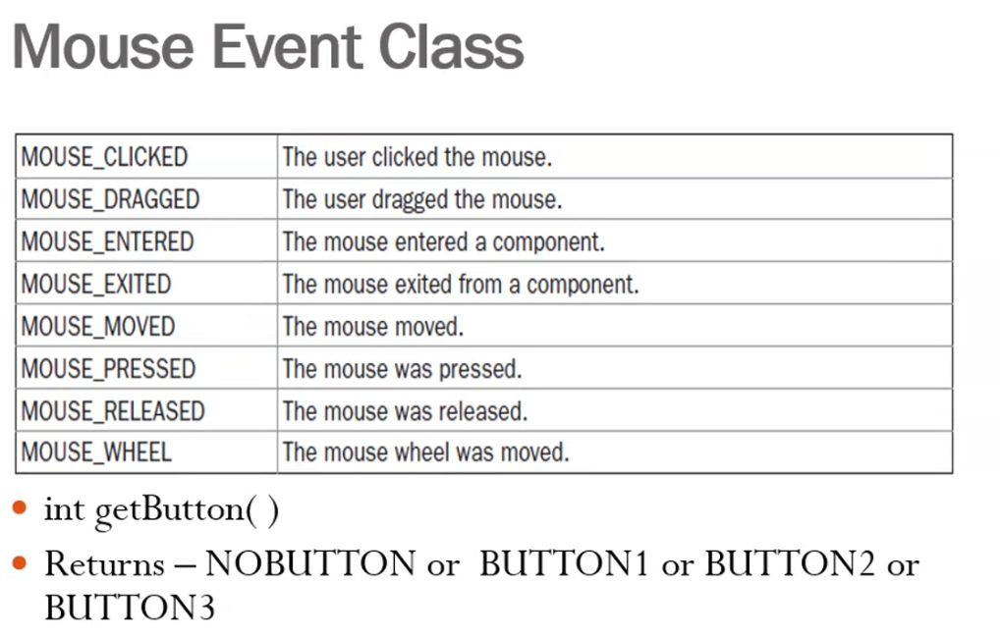 Mouse Event Class
MOUSE_CLICKED The user clicked the mouse.
MOUSE_DRAGGED The user dragged the mouse.
MOUSE_ENTERED The mouse entered a component.
MOUSE_EXITED The mouse exited from a component.
MOUSE_MOVED The mouse moved.
MOUSE_PRESSED The mouse was pressed.
MOUSE_RELEASED The mouse was released.
MOUSE_WHEEL The mouse wheel was moved.
• int getButton( )
• Returns – NOBUTTON or BUTTON1 or BUTTON2 or
BUTTON3